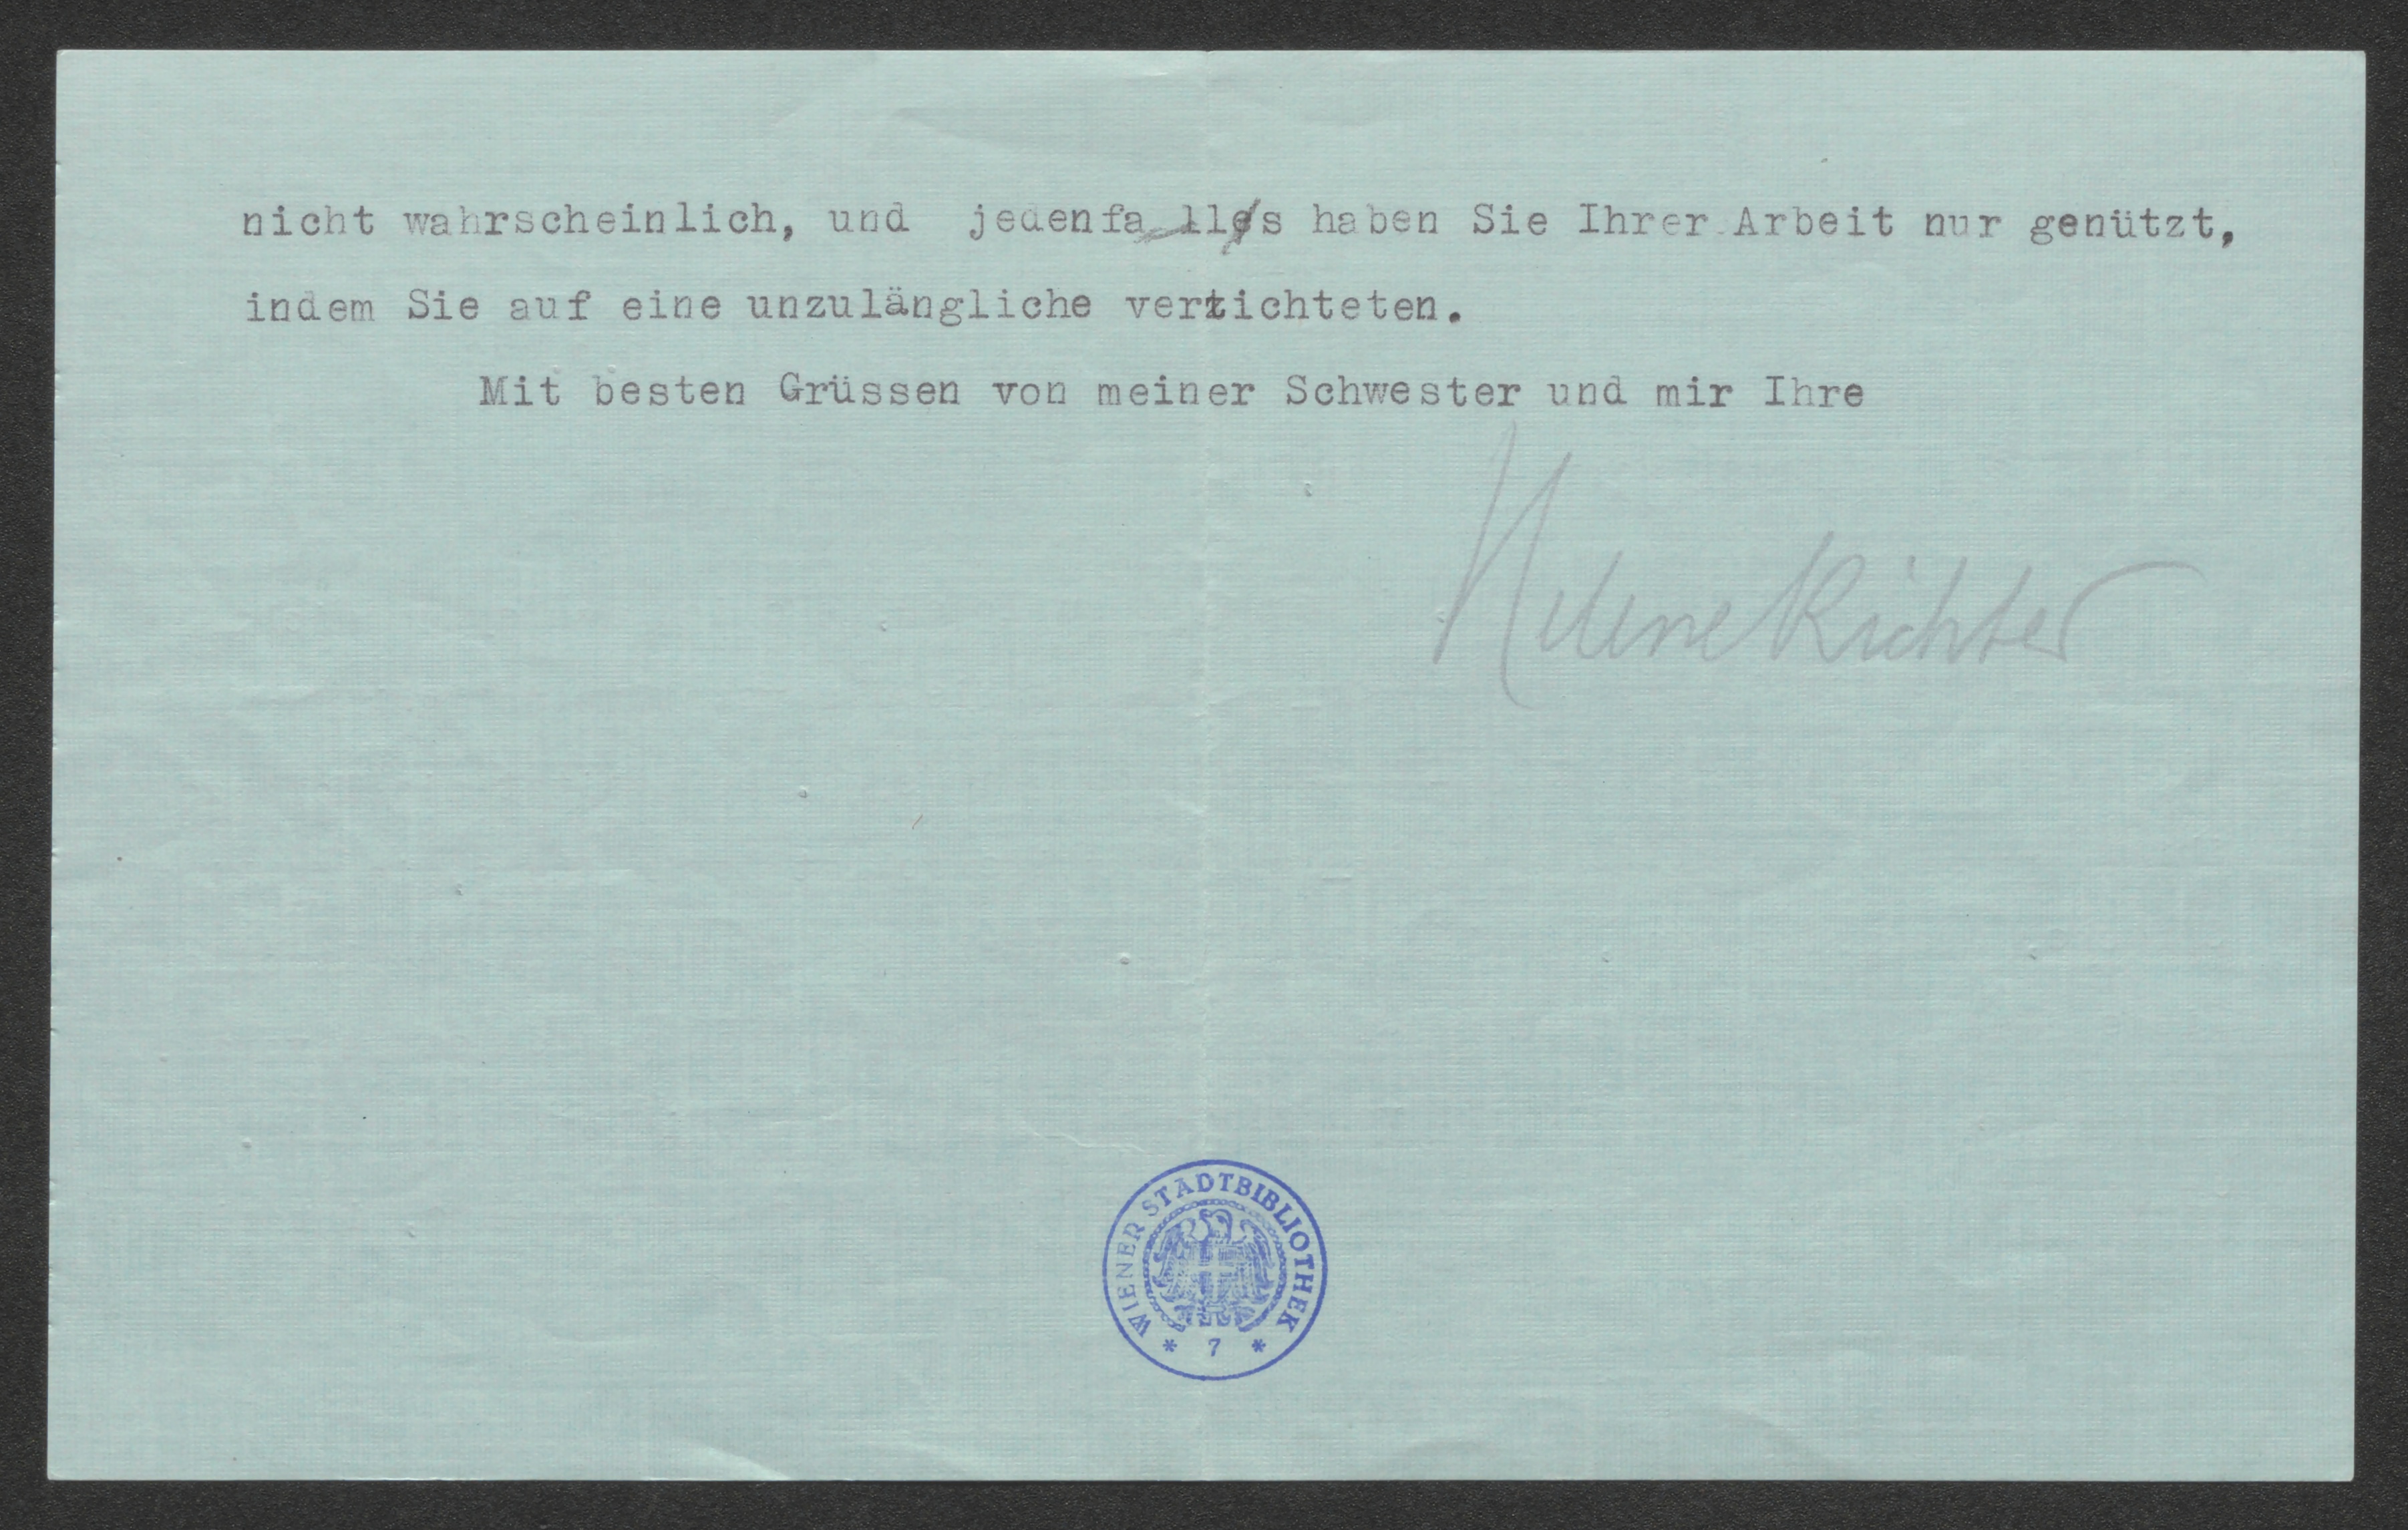 nicht wahrscheinlich, und jedenfalls haben Sie Ihrer Arbeit nur genützt,
indem Sie auf eine unzulängliche verzichteten.
Mit besten Grüssen von meiner Schwester und mir Ihre
Helene Richter
WIENER STADTBIBLIOTHEK
* 7 *